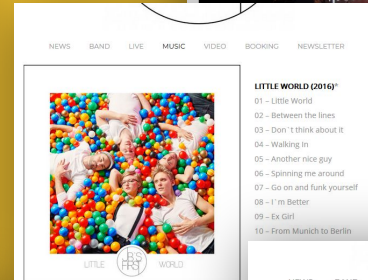 NEWS BAND LIVE MUSIC VIDEO BOOKING NEWSLETTER
LITTLE WORLD (2016)*
01 – Little World
02 – Between the lines
03 – Don`t think about it
04 – Walking In
05 – Another nice guy
06 – Spinning me around
07 – Go on and funk yourself
08 – I`m Better
09 – Ex Girl
10 – From Munich to Berlin
LITTLE WORLD